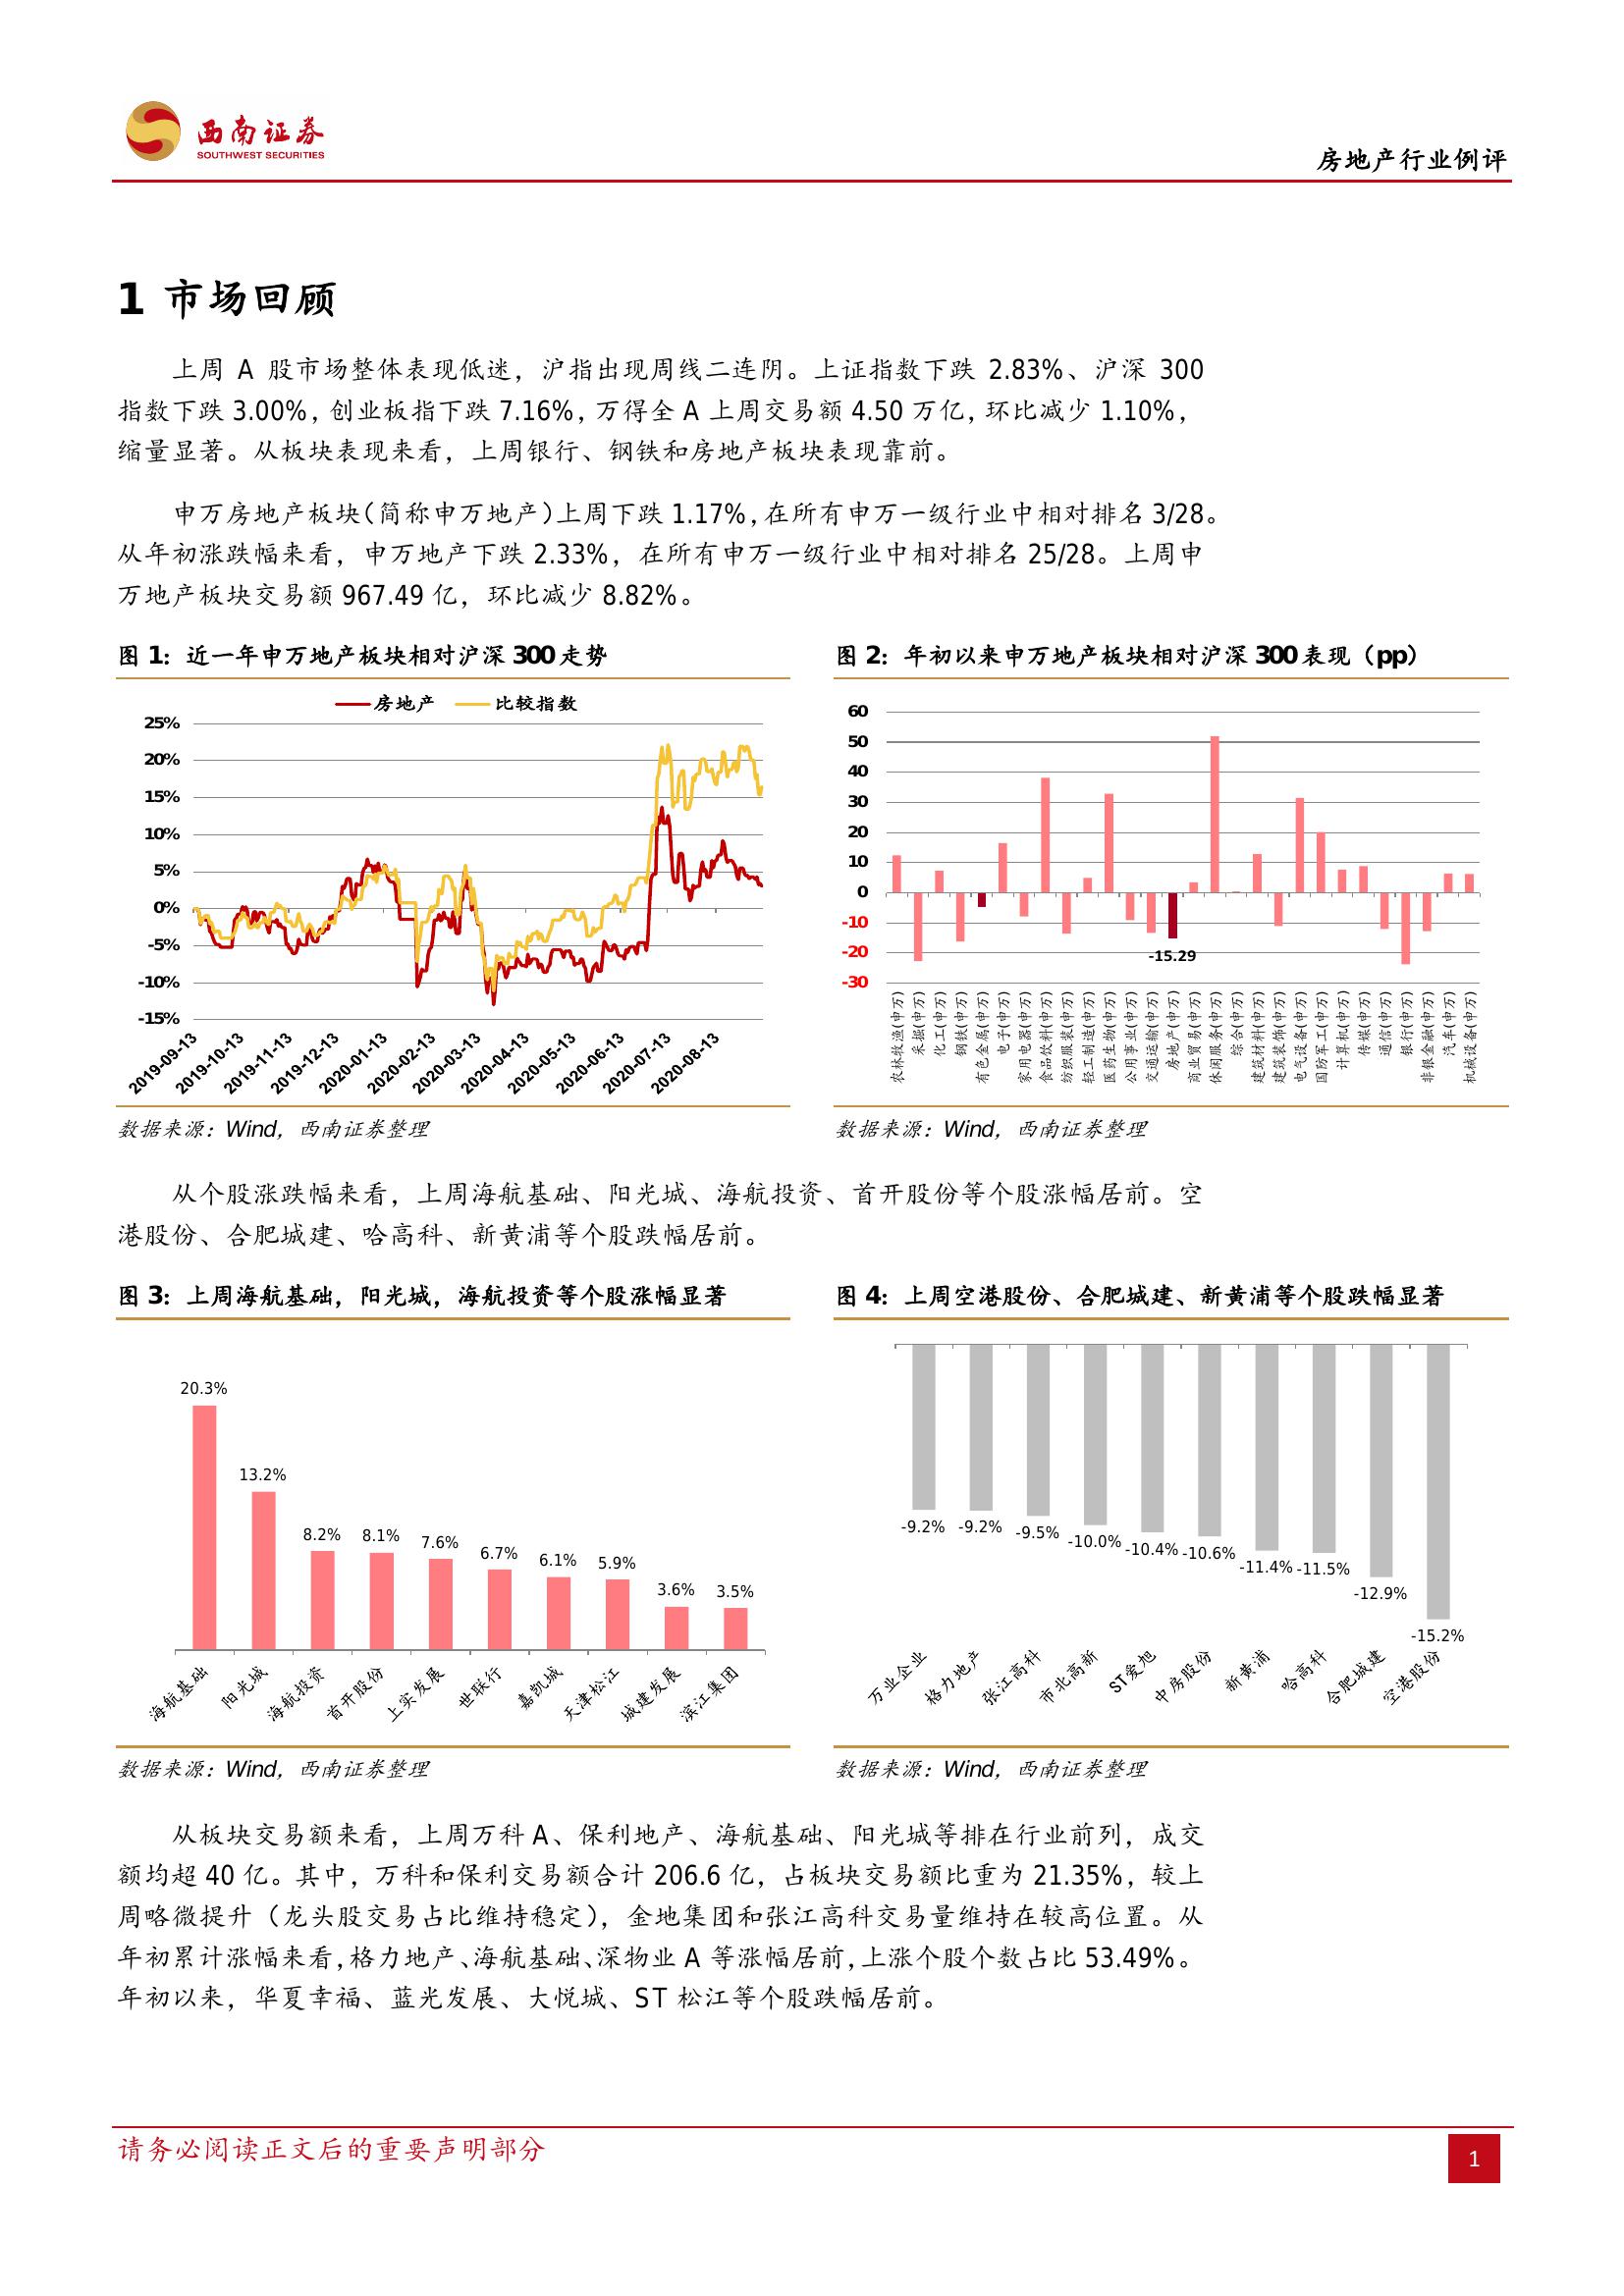 西南证券
SOUTHWEST SECURITIES
房地产行业例评
1 市场回顾
上周 A 股市场整体表现低迷，沪指出现周线二连阴。上证指数下跌 2.83%、沪深 300
指数下跌 3.00%，创业板指下跌 7.16%，万得全 A 上周交易额 4.50 万亿，环比减少 1.10%，
缩量显著。从板块表现来看，上周银行、钢铁和房地产板块表现靠前。
申万房地产板块（简称申万地产）上周下跌 1.17%，在所有申万一级行业中相对排名 3/28。
从年初涨跌幅来看，申万地产下跌 2.33%，在所有申万一级行业中相对排名 25/28。上周申
万地产板块交易额 967.49 亿，环比减少 8.82%。
图 1：近一年申万地产板块相对沪深 300 走势
房地产 比较指数
25%
20%
15%
10%
5%
0%
-5%
-10%
-15%
2019-09-13
2019-10-13
2019-11-13
2019-12-13
2020-01-13
2020-02-13
2020-03-13
2020-04-13
2020-05-13
2020-06-13
2020-07-13
2020-08-13
数据来源：Wind，西南证券整理
图 2：年初以来申万地产板块相对沪深 300 表现（pp）
60
50
40
30
20
10
0
-10
-20
-30
-15.29
农林牧渔(申万)
采掘(申万)
化工(申万)
钢铁(申万)
有色金属(申万)
电子(申万)
家用电器(申万)
食品饮料(申万)
纺织服装(申万)
轻工制造(申万)
医药生物(申万)
公用事业(申万)
交通运输(申万)
房地产(申万)
商业贸易(申万)
休闲服务(申万)
综合(申万)
建筑材料(申万)
建筑装饰(申万)
电气设备(申万)
国防军工(申万)
计算机(申万)
传媒(申万)
通信(申万)
银行(申万)
非银金融(申万)
汽车(申万)
机械设备(申万)
数据来源：Wind，西南证券整理
从个股涨跌幅来看，上周海航基础、阳光城、海航投资、首开股份等个股涨幅居前。空
港股份、合肥城建、哈高科、新黄浦等个股跌幅居前。
图 3：上周海航基础，阳光城，海航投资等个股涨幅显著
20.3%
13.2%
8.2%
8.1%
7.6%
6.7%
6.1%
5.9%
3.6%
3.5%
海航基础
阳光城
海航投资
首开股份
上实发展
世联行
嘉凯城
天津松江
城建发展
滨江集团
数据来源：Wind，西南证券整理
图 4：上周空港股份、合肥城建、新黄浦等个股跌幅显著
-9.2%
-9.2%
-9.5%
-10.0%
-10.4%
-10.6%
-11.4%
-11.5%
-12.9%
-15.2%
万业企业
格力地产
张江高科
市北高新
ST爱旭
中房股份
新黄浦
哈高科
合肥城建
空港股份
数据来源：Wind，西南证券整理
从板块交易额来看，上周万科 A、保利地产、海航基础、阳光城等排在行业前列，成交
额均超 40 亿。其中，万科和保利交易额合计 206.6 亿，占板块交易额比重为 21.35%，较上
周略微提升（龙头股交易占比维持稳定），金地集团和张江高科交易量维持在较高位置。从
年初累计涨幅来看，格力地产、海航基础、深物业 A 等涨幅居前，上涨个股个数占比 53.49%。
年初以来，华夏幸福、蓝光发展、大悦城、ST 松江等个股跌幅居前。
请务必阅读正文后的重要声明部分
1